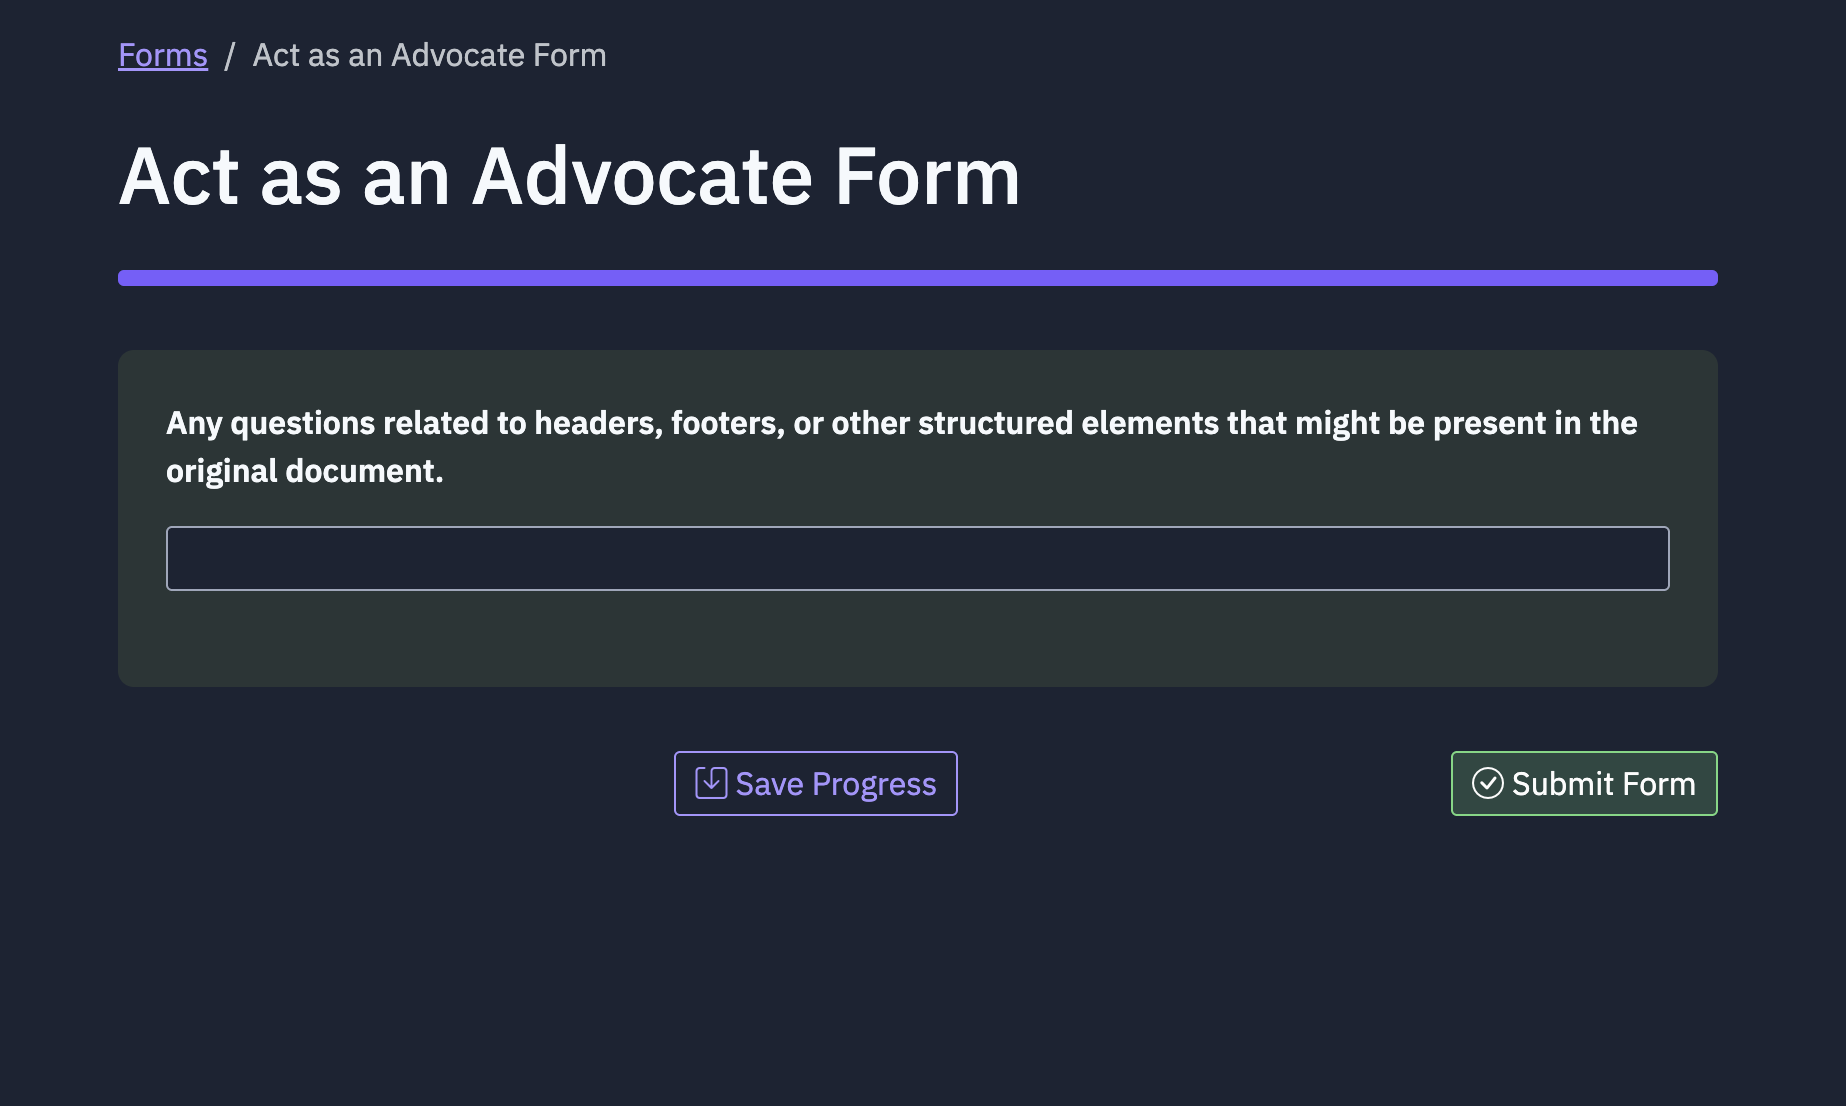 Forms / Act as an Advocate Form
Act as an Advocate Form
Any questions related to headers, footers, or other structured elements that might be present in the
original document.
Save Progress
Submit Form